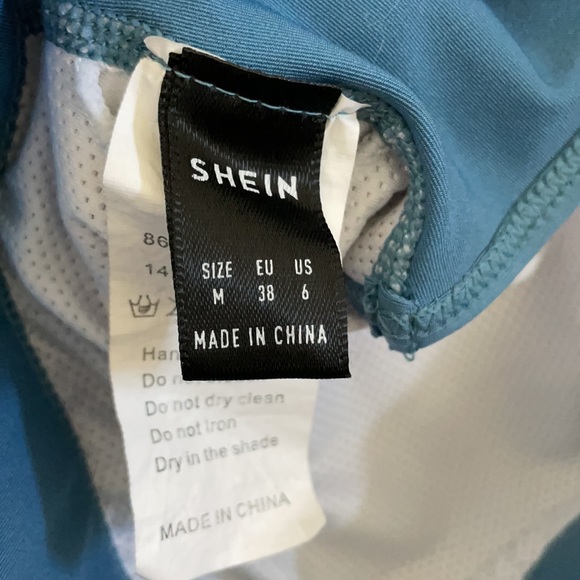 SHEIN
SIZE EU US
M 38 6
MADE IN CHINA
86
14
Do
Do not dry clean
Do not iron
Dry in the shade
MADE IN CHINA